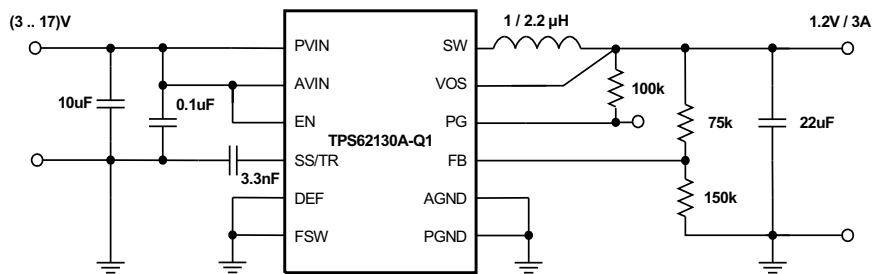 (3 .. 17)V
1 / 2.2 µH
1.2V / 3A
PVIN
SW
AVIN
VOS
100k
10uF
0.1uF
EN
PG
75k
22uF
TPS62130A-Q1
SS/TR
FB
3.3nF
DEF
AGND
150k
FSW
PGND